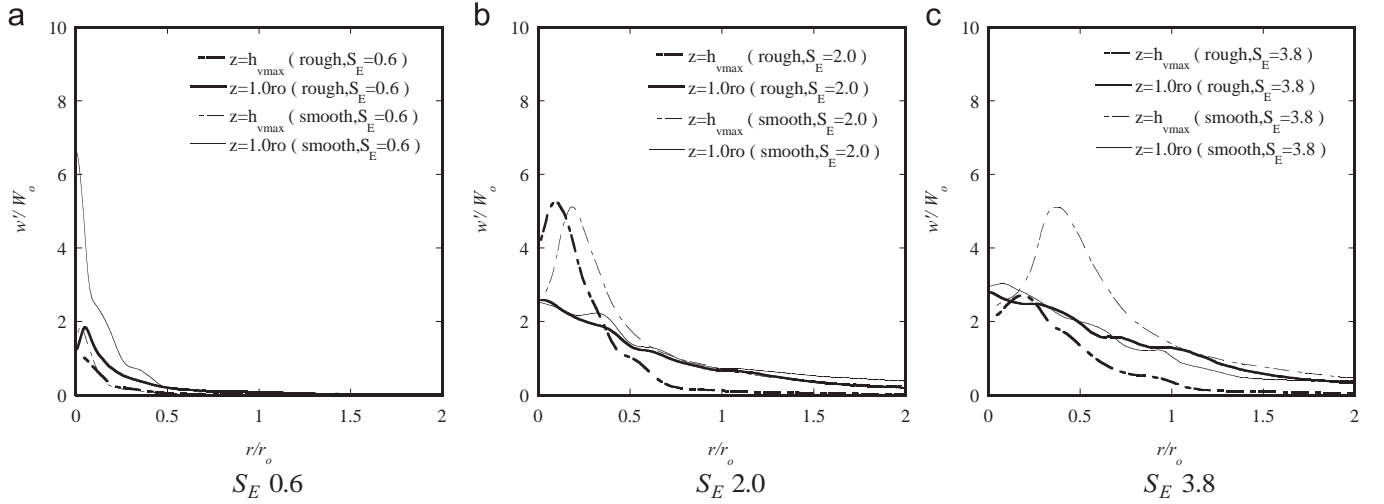 a
10
8
6
4
2
0
w'/W_o
0 0.5 1 1.5 2
r/r_o
z=h_vmax ( rough,S_E=0.6 )
z=1.0ro ( rough,S_E=0.6 )
z=h_vmax ( smooth,S_E=0.6 )
z=1.0ro ( smooth,S_E=0.6 )
S_E 0.6
b
10
8
6
4
2
0
w'/W_o
0 0.5 1 1.5 2
r/r_o
z=h_vmax ( rough,S_E=2.0 )
z=1.0ro ( rough,S_E=2.0 )
z=h_vmax ( smooth,S_E=2.0 )
z=1.0ro ( smooth,S_E=2.0 )
S_E 2.0
c
10
8
6
4
2
0
w'/W_o
0 0.5 1 1.5 2
r/r_o
z=h_vmax ( rough,S_E=3.8 )
z=1.0ro ( rough,S_E=3.8 )
z=h_vmax ( smooth,S_E=3.8 )
z=1.0ro ( smooth,S_E=3.8 )
S_E 3.8